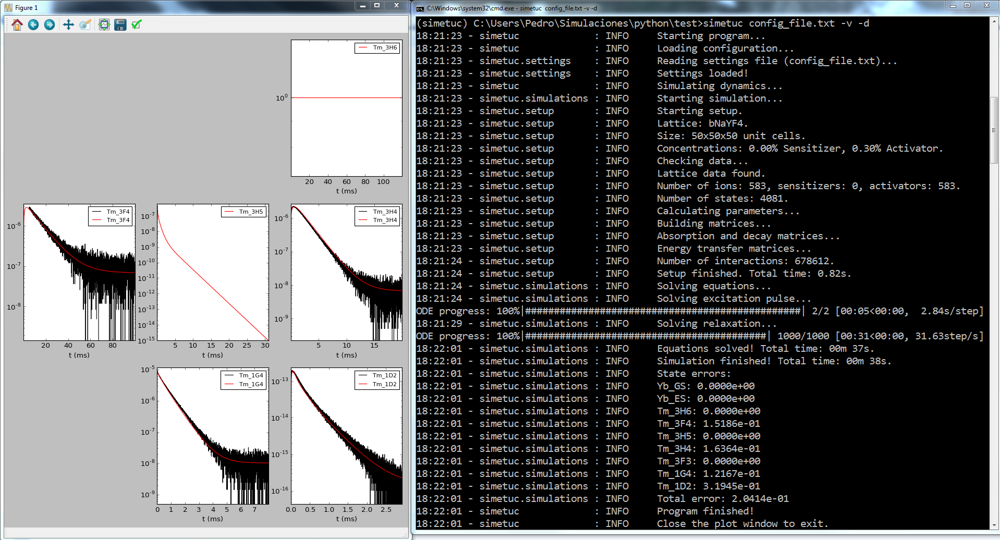 Figure 1
Tm_3H6
10^0
20 40 60 80 100
t (ms)
Tm_3F4
Tm_3F4
10^-6
10^-7
10^-8
20 40 60 80
t (ms)
Tm_3H5
10^-7
10^-8
10^-9
10^-10
10^-11
10^-12
10^-13
10^-14
10^-15
5 10 15 20 25 30
t (ms)
Tm_3H4
Tm_3H4
10^-6
10^-7
10^-8
10^-9
5 10 15
t (ms)
Tm_1G4
Tm_1G4
10^-5
10^-6
10^-7
10^-8
10^-9
0 1 2 3 4 5 6 7
t (ms)
Tm_1D2
Tm_1D2
10^-13
10^-14
10^-15
10^-16
0.0 0.5 1.0 1.5 2.0 2.5
t (ms)
C:\Windows\system32\cmd.exe - simetuc config_file.txt -v -d
(simetuc) C:\Users\Pedro\Simulaciones\python\test>simetuc config_file.txt -v -d
18:21:23 - simetuc : INFO Starting program...
18:21:23 - simetuc : INFO Loading configuration...
18:21:23 - simetuc.settings : INFO Reading settings file (config_file.txt)...
18:21:23 - simetuc.settings : INFO Settings loaded!
18:21:23 - simetuc : INFO Simulating dynamics...
18:21:23 - simetuc.simulations : INFO Starting simulation...
18:21:23 - simetuc.setup : INFO Starting setup.
18:21:23 - simetuc.setup : INFO Lattice: bNaYF4.
18:21:23 - simetuc.setup : INFO Size: 50x50x50 unit cells.
18:21:23 - simetuc.setup : INFO Concentrations: 0.00% Sensitizer, 0.30% Activator.
18:21:23 - simetuc.setup : INFO Checking data...
18:21:23 - simetuc.setup : INFO Lattice data found.
18:21:23 - simetuc.setup : INFO Number of ions: 583, sensitizers: 0, activators: 583.
18:21:23 - simetuc.setup : INFO Number of states: 4081.
18:21:23 - simetuc.setup : INFO Calculating parameters...
18:21:23 - simetuc.setup : INFO Building matrices...
18:21:23 - simetuc.setup : INFO Absorption and decay matrices...
18:21:23 - simetuc.setup : INFO Energy transfer matrices...
18:21:24 - simetuc.setup : INFO Number of interactions: 678612.
18:21:24 - simetuc.setup : INFO Setup finished. Total time: 0.82s.
18:21:24 - simetuc.simulations : INFO Solving equations...
18:21:24 - simetuc.simulations : INFO Solving excitation pulse...
ODE progress: 100%|################################################| 2/2 [00:05<00:00, 2.84s/step]
18:21:29 - simetuc.simulations : INFO Solving relaxation...
ODE progress: 100%|##########################################| 1000/1000 [00:31<00:00, 31.63step/s]
18:22:01 - simetuc.simulations : INFO Equations solved! Total time: 00m 37s.
18:22:01 - simetuc.simulations : INFO Simulation finished! Total time: 00m 38s.
18:22:01 - simetuc.simulations : INFO State errors:
18:22:01 - simetuc.simulations : INFO Yb_GS: 0.0000e+00
18:22:01 - simetuc.simulations : INFO Yb_ES: 0.0000e+00
18:22:01 - simetuc.simulations : INFO Tm_3H6: 0.0000e+00
18:22:01 - simetuc.simulations : INFO Tm_3F4: 1.5186e-01
18:22:01 - simetuc.simulations : INFO Tm_3H5: 0.0000e+00
18:22:01 - simetuc.simulations : INFO Tm_3H4: 1.6364e-01
18:22:01 - simetuc.simulations : INFO Tm_3F3: 0.0000e+00
18:22:01 - simetuc.simulations : INFO Tm_1G4: 1.2167e-01
18:22:01 - simetuc.simulations : INFO Tm_1D2: 3.1945e-01
18:22:01 - simetuc.simulations : INFO Total error: 2.0414e-01
18:22:01 - simetuc : INFO Program finished!
18:22:01 - simetuc : INFO Close the plot window to exit.